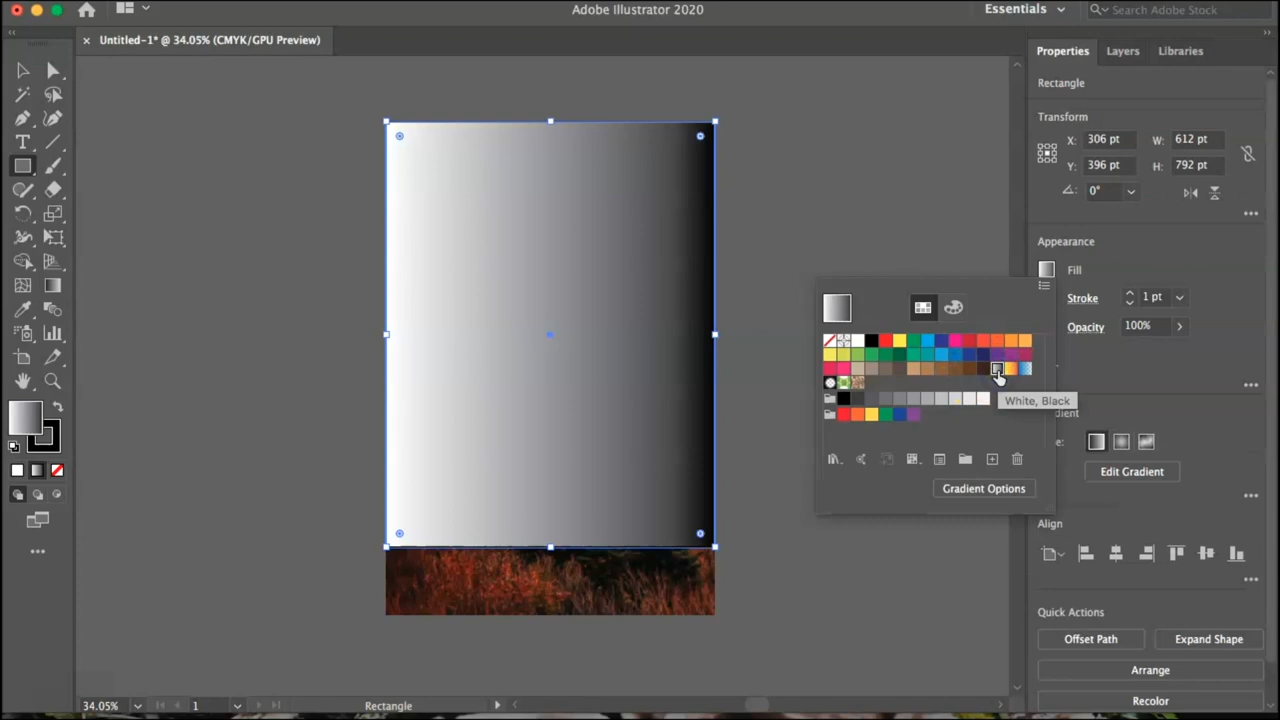 Adobe Illustrator 2020
Essentials
Search Adobe Stock
Untitled-1* @ 34.05% (CMYK/GPU Preview)
Properties
Layers
Libraries
Rectangle
Transform
X: 306 pt
W: 612 pt
Y: 396 pt
H: 792 pt
0°
Appearance
Fill
Stroke
1 pt
Opacity
100%
White, Black
adient
e:
Edit Gradient
Gradient Options
Align
Quick Actions
Offset Path
Expand Shape
Arrange
Recolor
34.05%
1
Rectangle